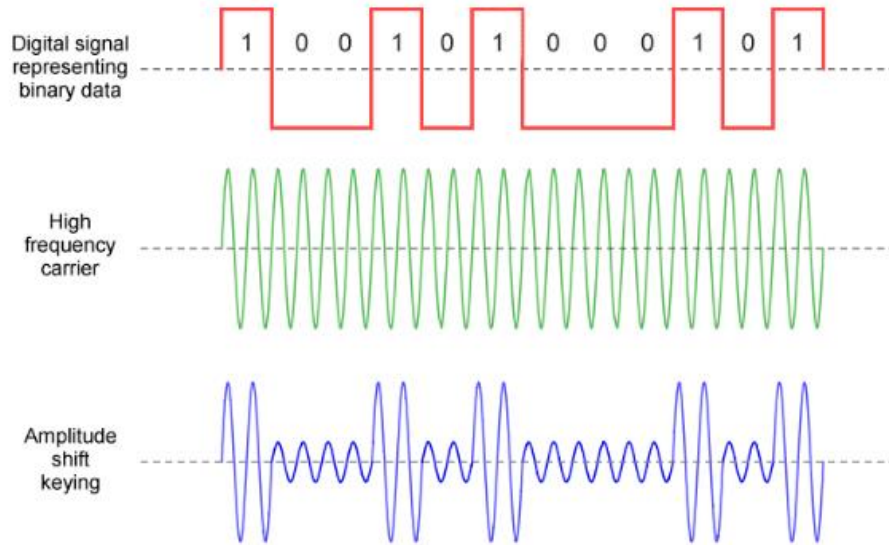 Digital signal
representing
binary data
1 0 0 1 0 1 0 0 0 1 0 1
High
frequency
carrier
Amplitude
shift
keying